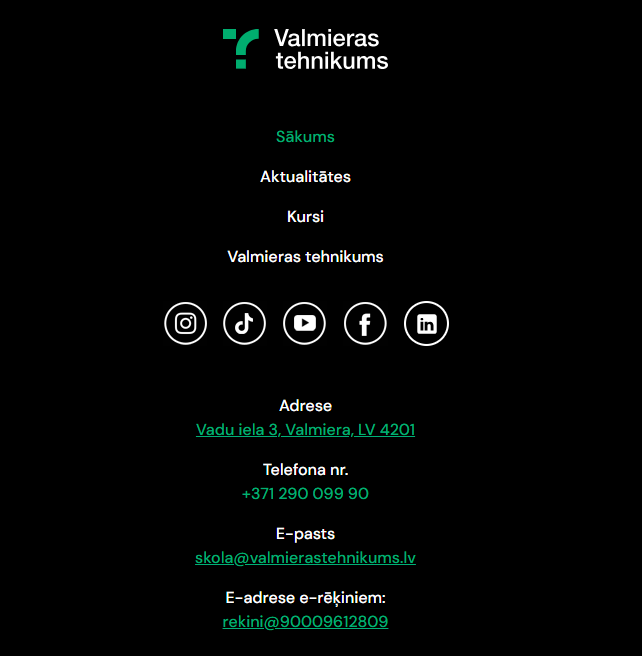 Valmieras
tehnikums
Sākums
Aktualitātes
Kursi
Valmieras tehnikums
Adrese
Vadu iela 3, Valmiera, LV 4201
Telefona nr.
+371 290 099 90
E-pasts
skola@valmierastehnikums.lv
E-adrese e-rēķiniem:
rekini@90009612809